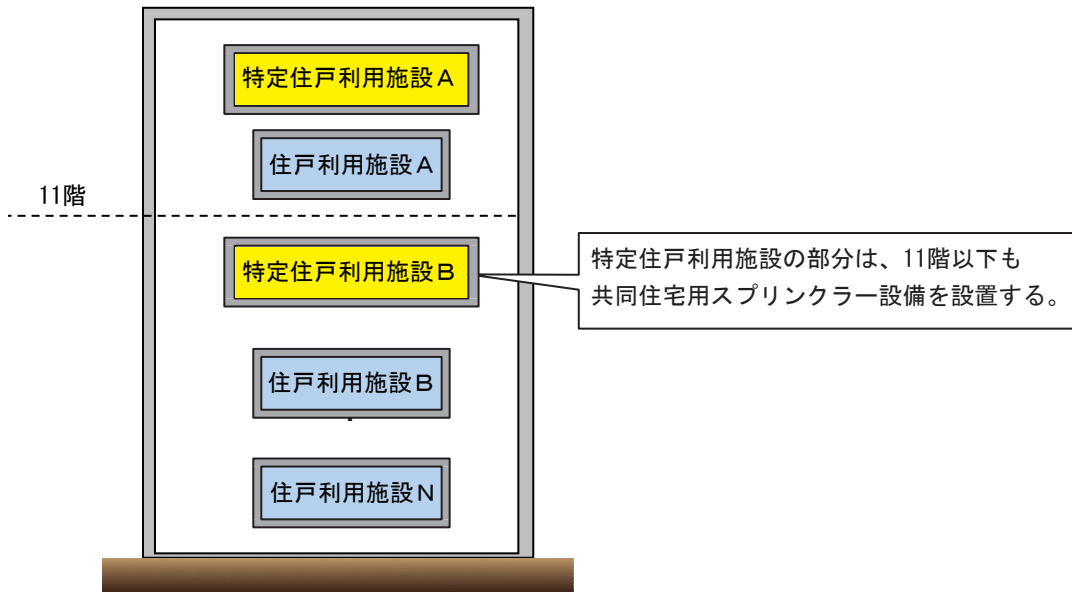 特定住戸利用施設A
住戸利用施設A
11階
特定住戸利用施設B
特定住戸利用施設の部分は、11階以下も
共同住宅用スプリンクラー設備を設置する。
住戸利用施設B
住戸利用施設N